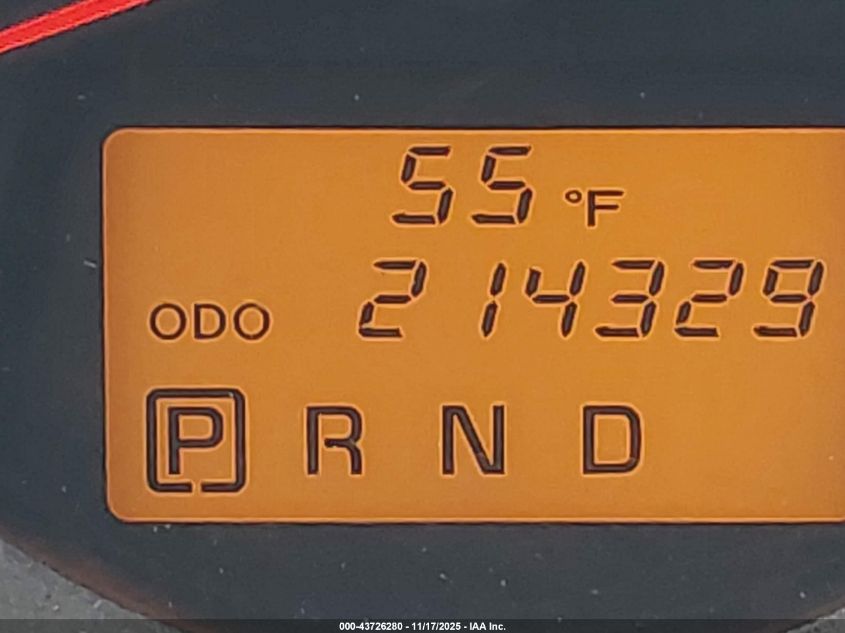 55 °F
ODO 214329
P R N D
000-43726280 - 11/17/2025 - IAA Inc.